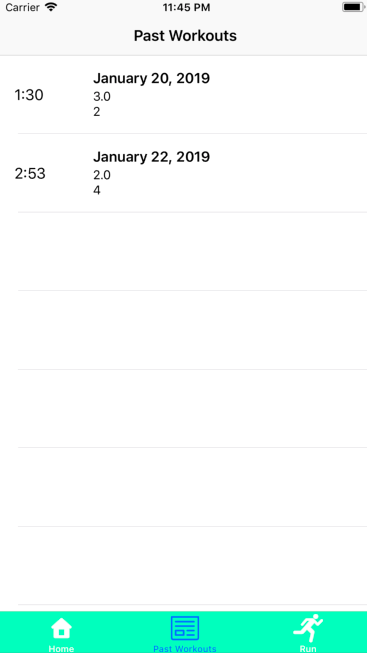 Carrier 11:45 PM
Past Workouts
January 20, 2019
1:30
3.0
2
January 22, 2019
2:53
2.0
4
Home Past Workouts Run